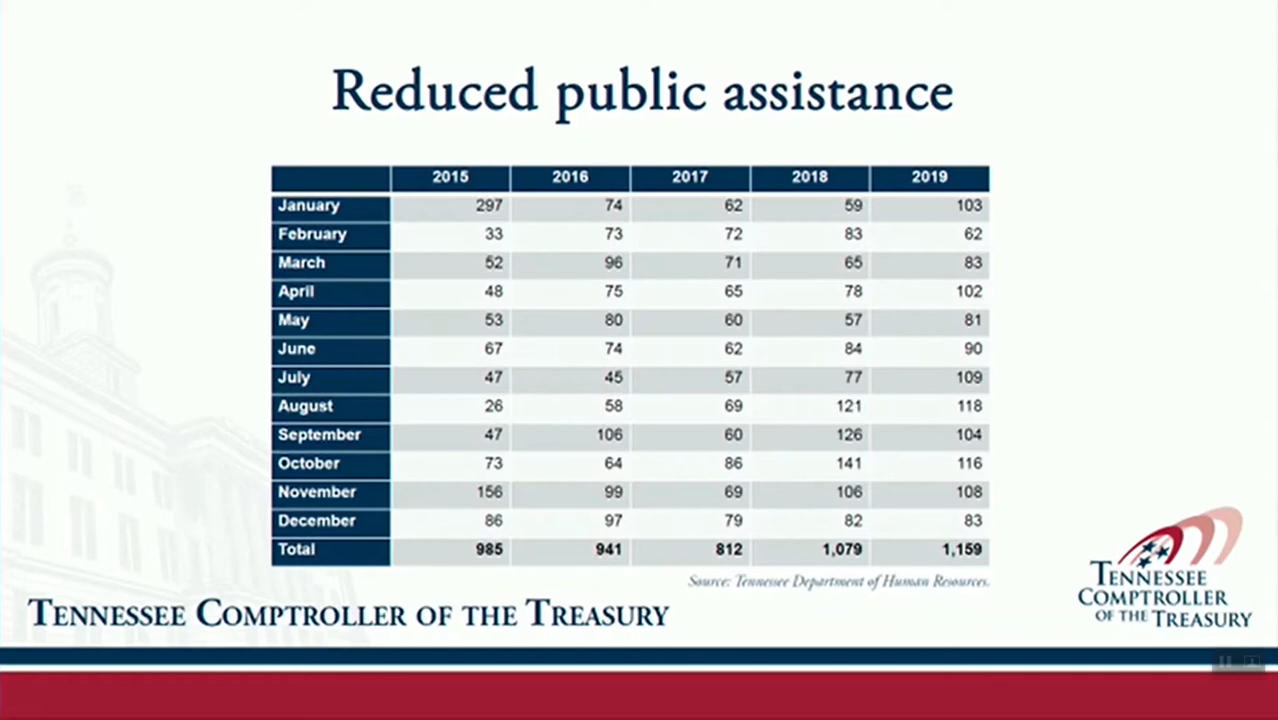 Reduced public assistance
2015 2016 2017 2018 2019
January 297 74 62 59 103
February 33 73 72 83 62
March 52 96 71 65 83
April 48 75 65 78 102
May 53 80 60 57 81
June 67 74 62 84 90
July 47 45 57 77 109
August 26 58 69 121 118
September 47 106 60 126 104
October 73 64 86 141 116
November 156 99 69 106 108
December 86 97 79 82 83
Total 985 941 812 1,079 1,159
Source: Tennessee Department of Human Resources.
TENNESSEE COMPTROLLER OF THE TREASURY
TENNESSEE
COMPTROLLER
OF THE TREASURY